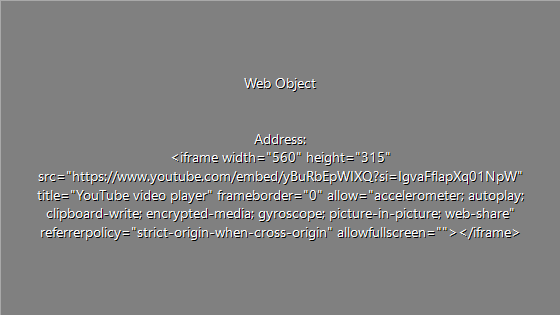 Web Object
Address:
<iframe width="560" height="315"
src="https://www.youtube.com/embed/yBuRbEpWIXQ?si=IgvaFflapXq01NpW"
title="YouTube video player" frameborder="0" allow="accelerometer; autoplay;
clipboard-write; encrypted-media; gyroscope; picture-in-picture; web-share"
referrerpolicy="strict-origin-when-cross-origin" allowfullscreen=""></iframe>